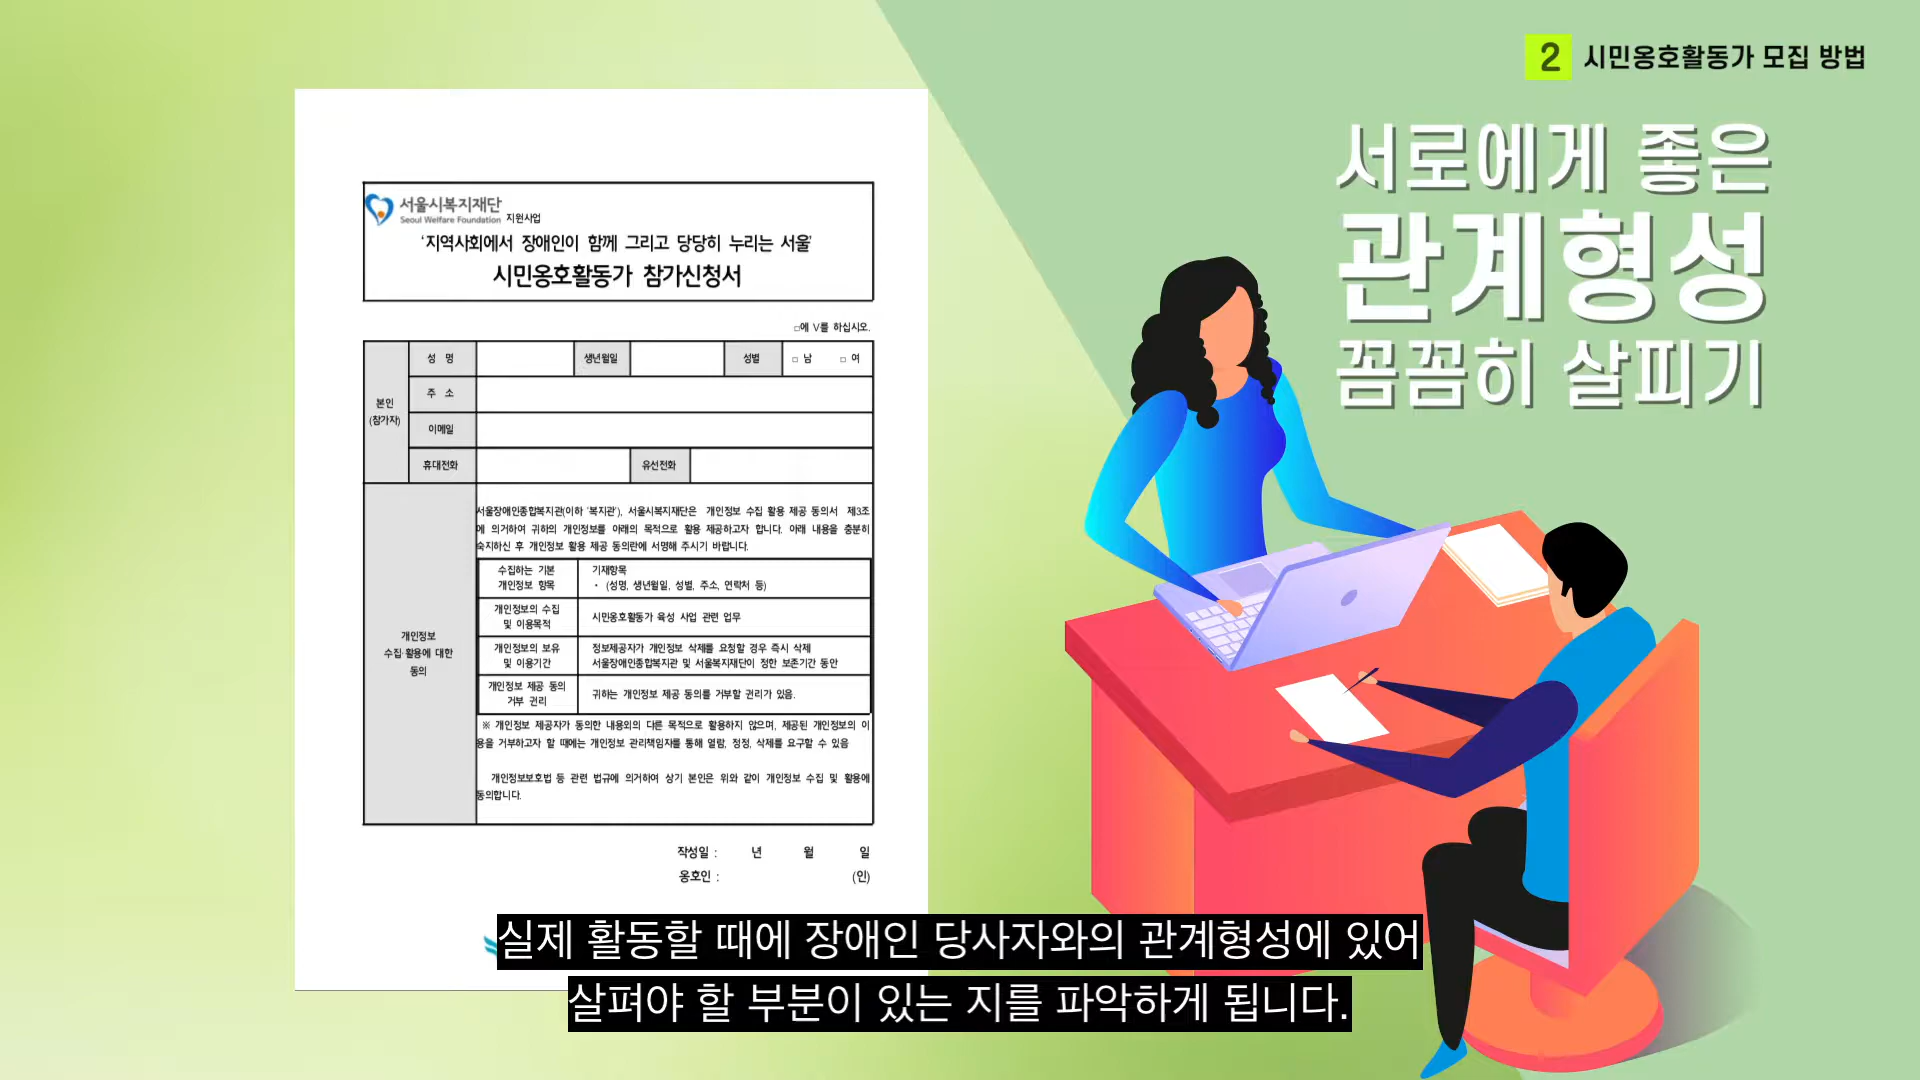 2 시민옹호활동가 모집 방법
서로에게 좋은
관계형성
꼼꼼히 살피기
서울시복지재단
Seoul Welfare Foundation 지원사업
'지역사회에서 장애인이 함께 그리고 당당히 누리는 서울'
시민옹호활동가 참가신청서
□에 V를 하십시오.
본인
(참가자)
성 명
생년월일
성별
□ 남 □ 여
주 소
이메일
휴대전화
유선전화
개인정보
수집·활용에 대한
동의
서울장애인종합복지관(이하 '복지관'), 서울시복지재단은 개인정보 수집 활용 제공 동의서 제3조
에 의거하여 귀하의 개인정보를 아래의 목적으로 활용 제공하고자 합니다. 아래 내용을 충분히
숙지하신 후 개인정보 활용 제공 동의란에 서명해 주시기 바랍니다.
수집하는 기본
개인정보 항목
기재항목
· (성명, 생년월일, 성별, 주소, 연락처 등)
개인정보의 수집
및 이용목적
시민옹호활동가 육성 사업 관련 업무
개인정보의 보유
및 이용기간
정보제공자가 개인정보 삭제를 요청할 경우 즉시 삭제
서울장애인종합복지관 및 서울복지재단이 정한 보존기간 동안
개인정보 제공 동의
거부 권리
귀하는 개인정보 제공 동의를 거부할 권리가 있음.
※ 개인정보 제공자가 동의한 내용외의 다른 목적으로 활용하지 않으며, 제공된 개인정보의 이
용을 거부하고자 할 때에는 개인정보 관리책임자를 통해 열람, 정정, 삭제를 요구할 수 있음
개인정보보호법 등 관련 법규에 의거하여 상기 본인은 위와 같이 개인정보 수집 및 활용에
동의합니다.
작성일 : 년 월 일
옹호인 : (인)
실제 활동할 때에 장애인 당사자와의 관계형성에 있어
살펴야 할 부분이 있는 지를 파악하게 됩니다.